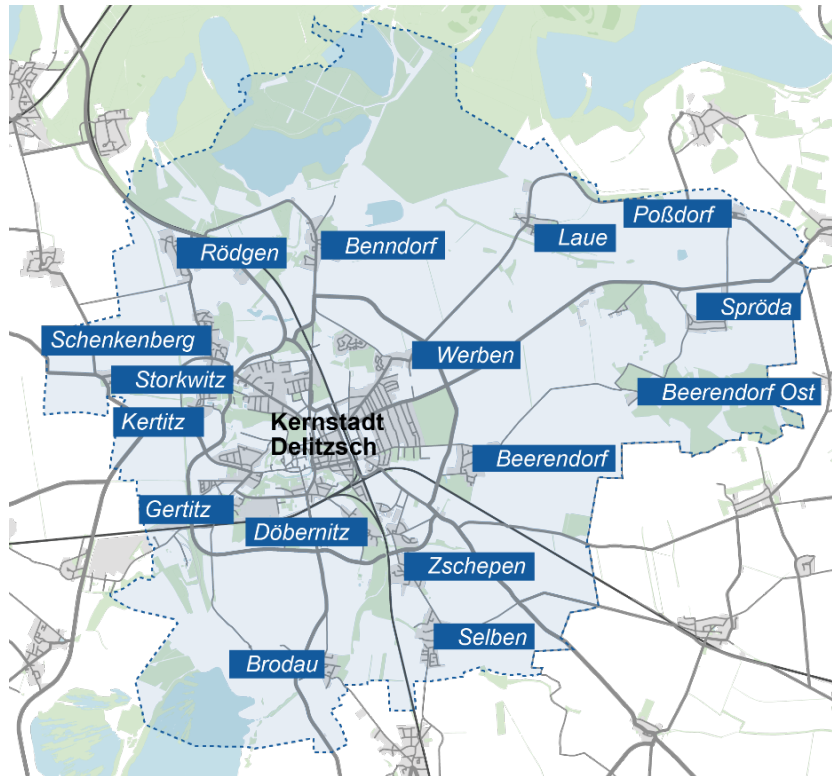 Poßdorf
Laue
Rödgen
Benndorf
Spröda
Schenkenberg
Werben
Storkwitz
Beerendorf Ost
Kertitz
Kernstadt
Delitzsch
Beerendorf
Gertitz
Döbernitz
Zschepen
Selben
Brodau